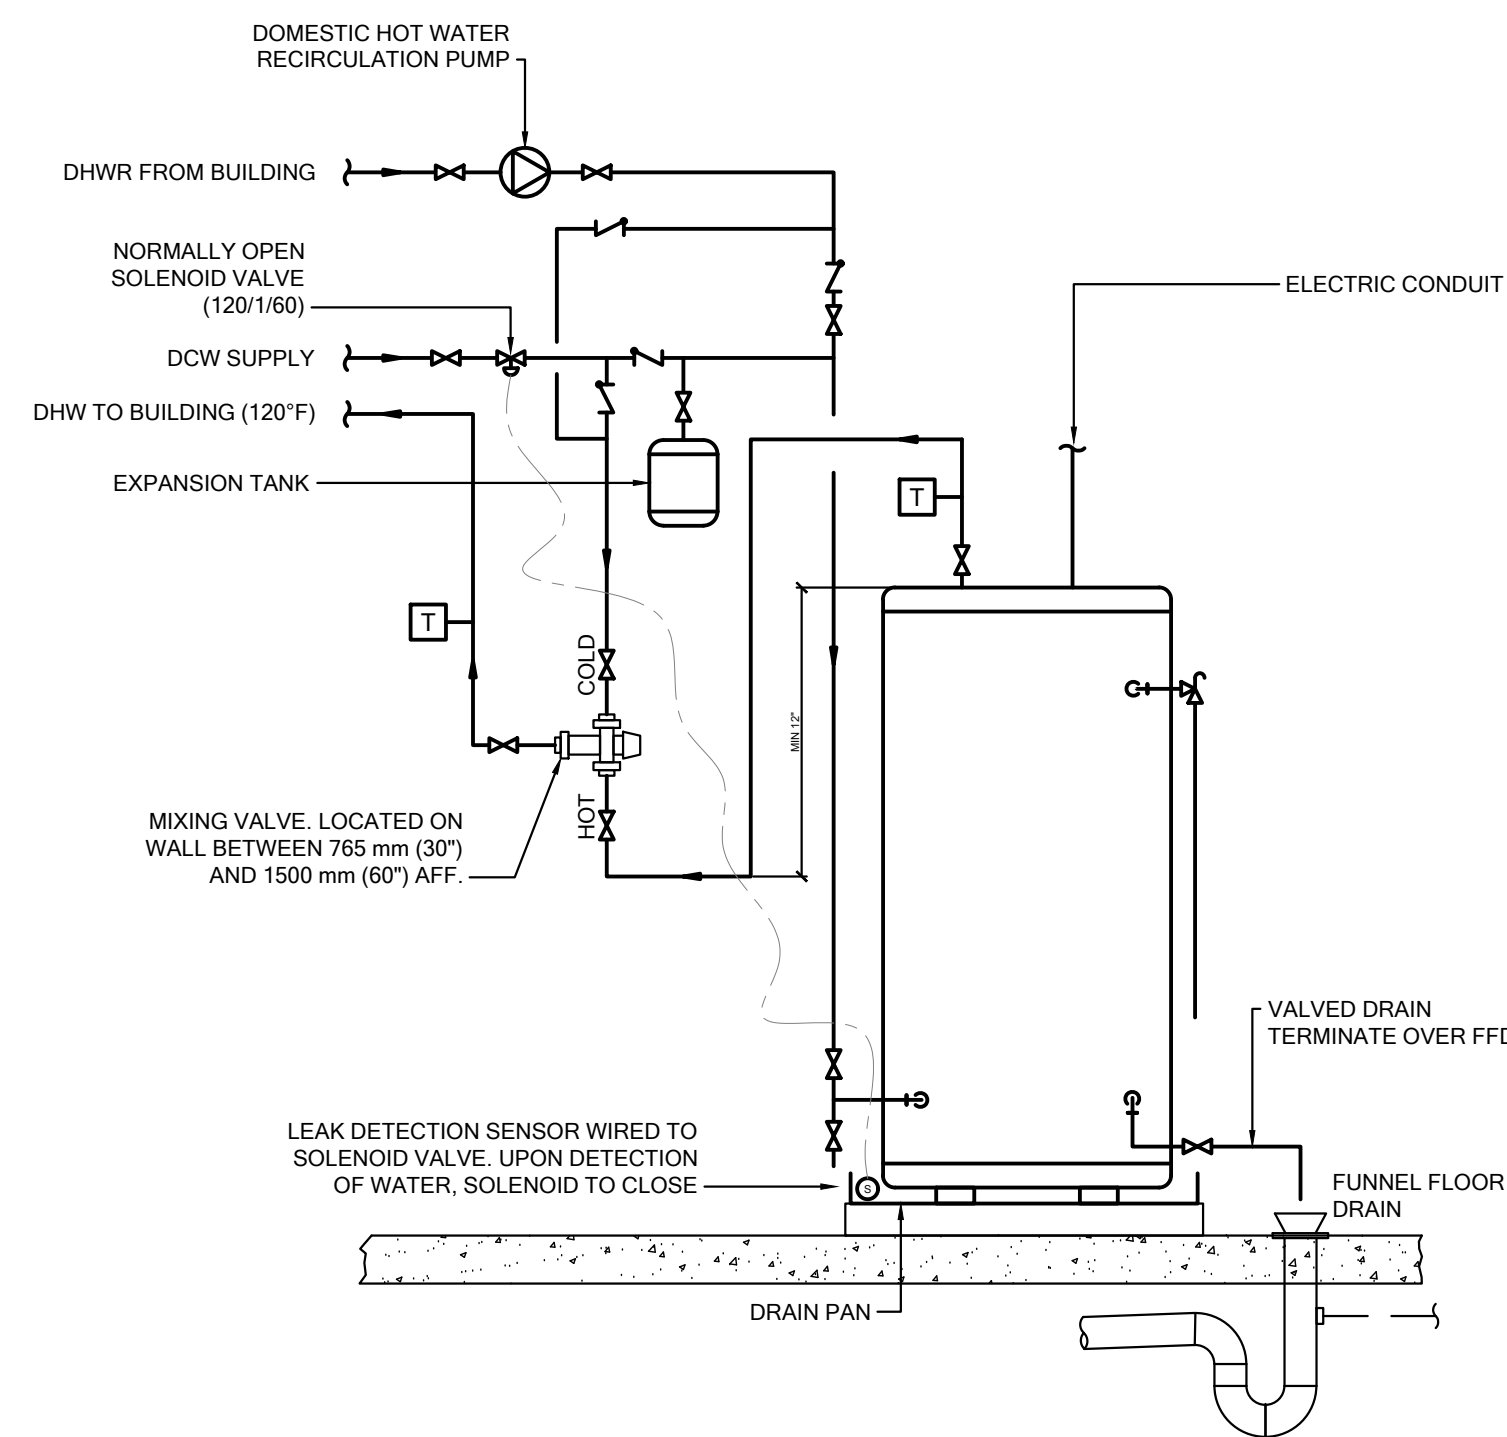 DOMESTIC HOT WATER
RECIRCULATION PUMP
DHWR FROM BUILDING
NORMALLY OPEN
SOLENOID VALVE
(120/1/60)
ELECTRIC CONDUIT
DCW SUPPLY
DHW TO BUILDING (120°F)
EXPANSION TANK
T
T
COLD
MIN 12"
HOT
MIXING VALVE. LOCATED ON
WALL BETWEEN 765 mm (30")
AND 1500 mm (60") AFF.
VALVED DRAIN
TERMINATE OVER FFD
LEAK DETECTION SENSOR WIRED TO
SOLENOID VALVE. UPON DETECTION
OF WATER, SOLENOID TO CLOSE
S
FUNNEL FLOOR
DRAIN
DRAIN PAN